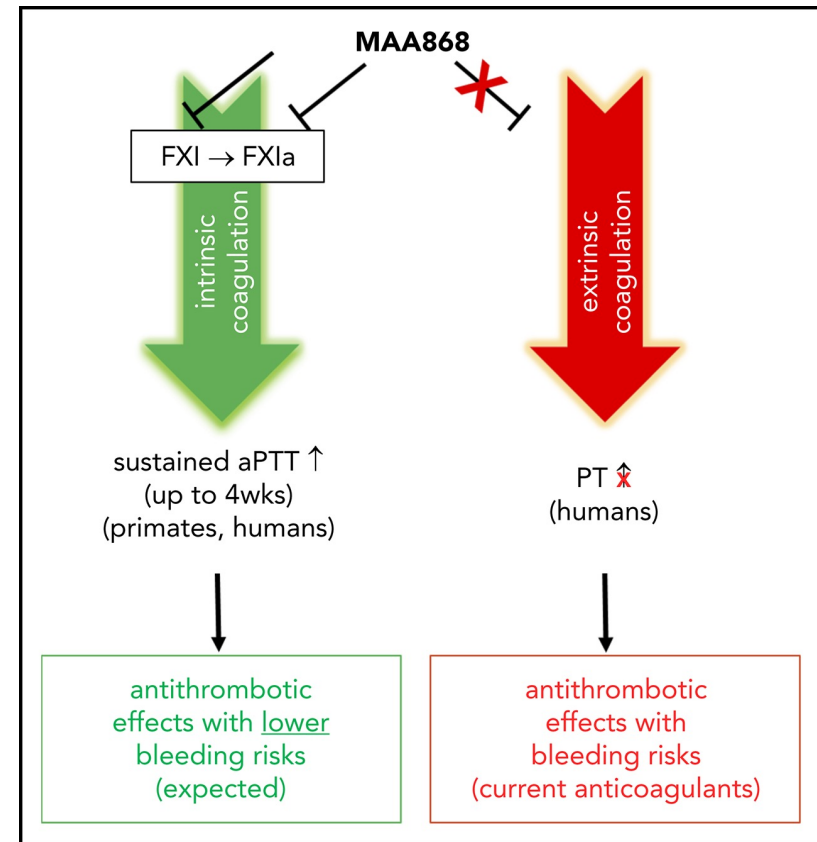 MAA868
FXI → FXIa
intrinsic
coagulation
extrinsic
coagulation
sustained aPTT ↑
(up to 4wks)
(primates, humans)
PT ↑
(humans)
antithrombotic
effects with lower
bleeding risks
(expected)
antithrombotic
effects with
bleeding risks
(current anticoagulants)